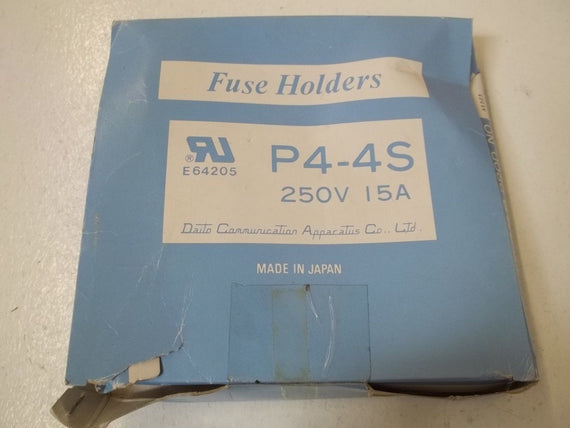 Fuse Holders
P4-4S
® E64205
250V 15A
Daito Communication Apparatus Co., Ltd.
MADE IN JAPAN